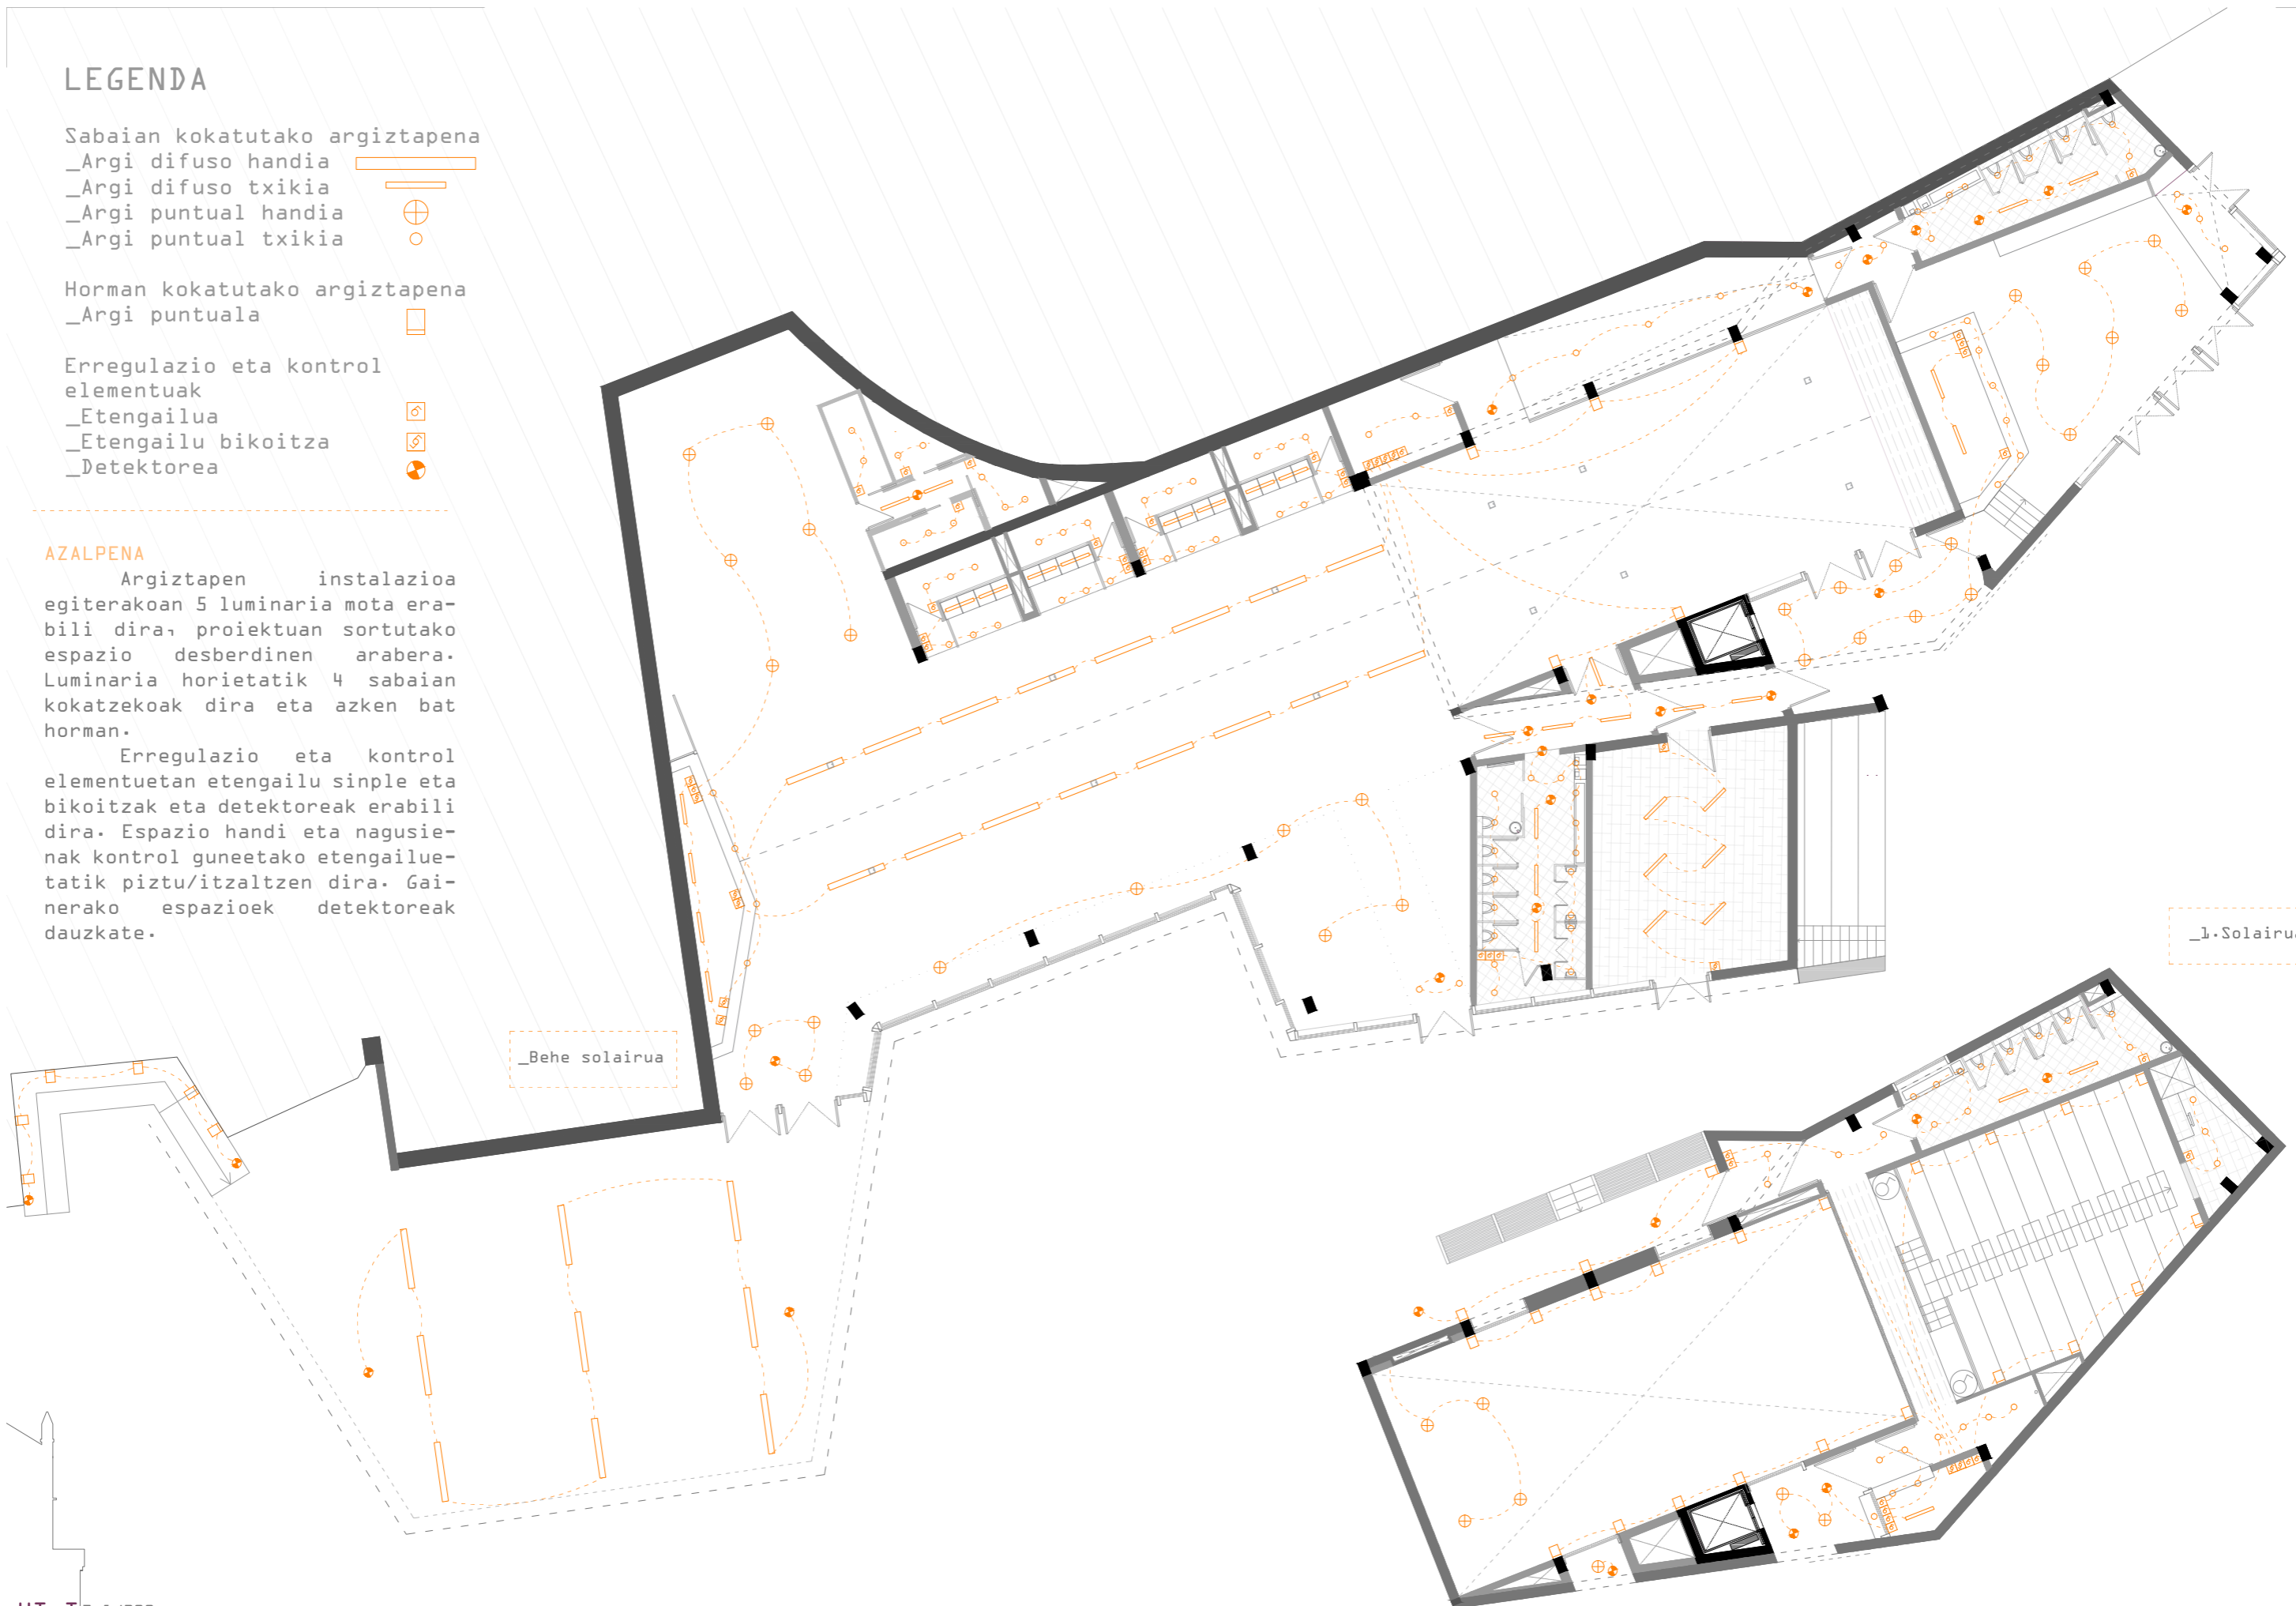 LEGENDA
Sabaian kokatutako argiztapena
_Argi difuso handia
_Argi difuso txikia
_Argi puntual handia
_Argi puntual txikia
Horman kokatutako argiztapena
_Argi puntuala
Erregulazio eta kontrol
elementuak
_Etengailua
_Etengailu bikoitza
_Detektorea
AZALPENA
Argiztapen instalazioa
egiterakoan 5 luminaria mota era-
bili dira, proiektuan sortutako
espazio desberdinen arabera.
Luminaria horietatik 4 sabaian
kokatzekoak dira eta azken bat
horman.
Erregulazio eta kontrol
elementuetan etengailu sinple eta
bikoitzak eta detektoreak erabili
dira. Espazio handi eta nagusie-
nak kontrol guneetako etengailue-
tatik piztu/itzaltzen dira. Gai-
nerako espazioek detektoreak
dauzkate.
_Behe solairua
_1.Solairua